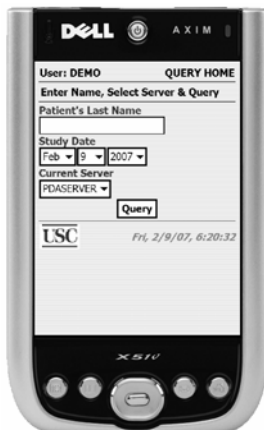 DELL AXIM
User: DEMO QUERY HOME
Enter Name, Select Server & Query
Patient's Last Name
Study Date
Feb 9 2007
Current Server
PDASERVER
Query
USC Fri, 2/9/07, 6:20:32
X51v